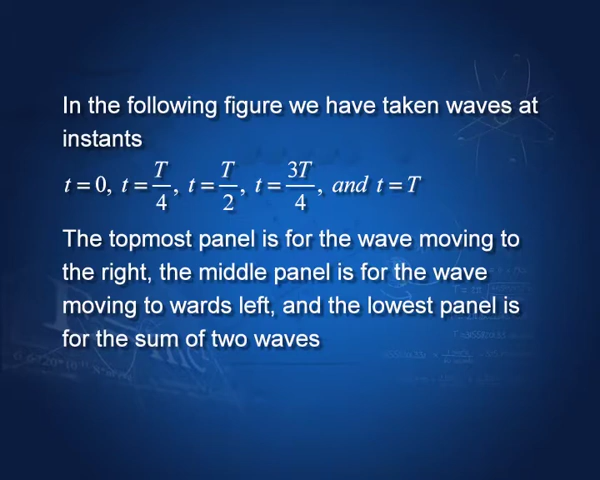 In the following figure we have taken waves at
instants
t = 0, t = T/4, t = T/2, t = 3T/4, and t = T
The topmost panel is for the wave moving to
the right, the middle panel is for the wave
moving to wards left, and the lowest panel is
for the sum of two waves